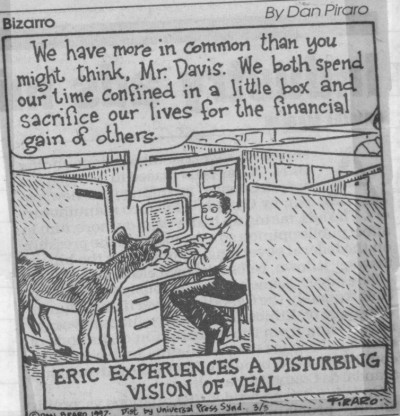 Bizarro
By Dan Piraro
We have more in common than you
might think, Mr. Davis. We both spend
our time confined in a little box and
sacrifice our lives for the financial
gain of others.
ERIC EXPERIENCES A DISTURBING
VISION OF VEAL
PIRARO.
PIRARO 1997. Dist. by Universal Press Synd. 3/3